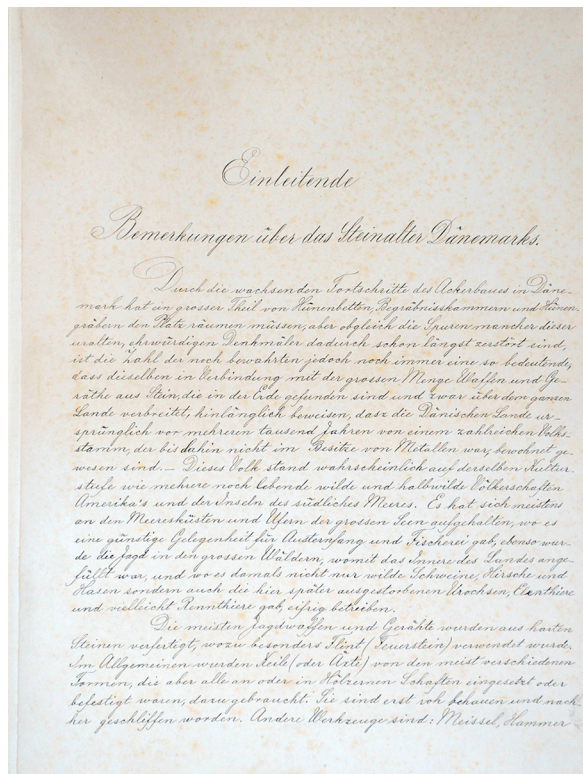 Einleitende
Bemerkungen über das Steinalter Dänemarks.
Durch die wachsenden Fortschritte des Ackerbaues in Däne-
mark hat in grosser Theil von Hünenbetten, Begräbnisskammern und Hünen-
gräbern den Platz räumen müssen, aber obgleich die Spuren mancher dieser
uralten, ehrwürdigen Denkmäler dadurch schon längst zerstört sind,
ist die Zahl der noch bewahrten jedoch noch immer eine so bedeutende,
dass dieselben in Verbindung mit der grossen Menge Waffen und Ge-
räthe aus Stein, die in der Erde gefunden sind und zwar über dem ganzen
Lande verbreitet, hinlänglich beweisen, dasz die Dänischen Lande ur-
sprünglich vor mehreren tausend Jahren von einem zahlreichen Volks-
stamm, der bis dahin nicht im Besitze von Metallen war, bewohnet ge-
wesen sind. — Dieses Volk stand wahrscheinlich auf derselben Kultur-
stufe wie mehrere noch lebende wilde und halbwilde Völkerschaften
Amerika's und der Inseln des südliches Meeres. Es hat sich meistens
an den Meeresküsten und Ufern der grossen Seen aufgehalten, wo es
eine günstige Gelegenheit für Austernfang und Fischerei gab, ebenso wur-
de die Jagd in den grossen Wäldern, womit das Innere des Landes ange-
füllt war, und wo es damals nicht nur wilde Schweine, Hirsche und
Hasen sondern auch die hier später ausgestorbenen Urochsen, Elenthiere
und vielleicht Rennthiere gab, eifrig betrieben.
Die meisten Jagdwaffen und Geräthe wurden aus harten
Steinen verfertigt, wozu besonders Flint (Feuerstein) verwendet wurde.
Im Allgemeinen wurden Keile (oder Äxte) von den meist verschiedenen
Formen, die aber alle an oder in Hölzernen Schaften eingesetzt oder
befestigt waren, dazu gebraucht. Sie sind erst roh behauen und nach-
her geschliffen worden. Andere Werkzeuge sind: Meissel, Hammer